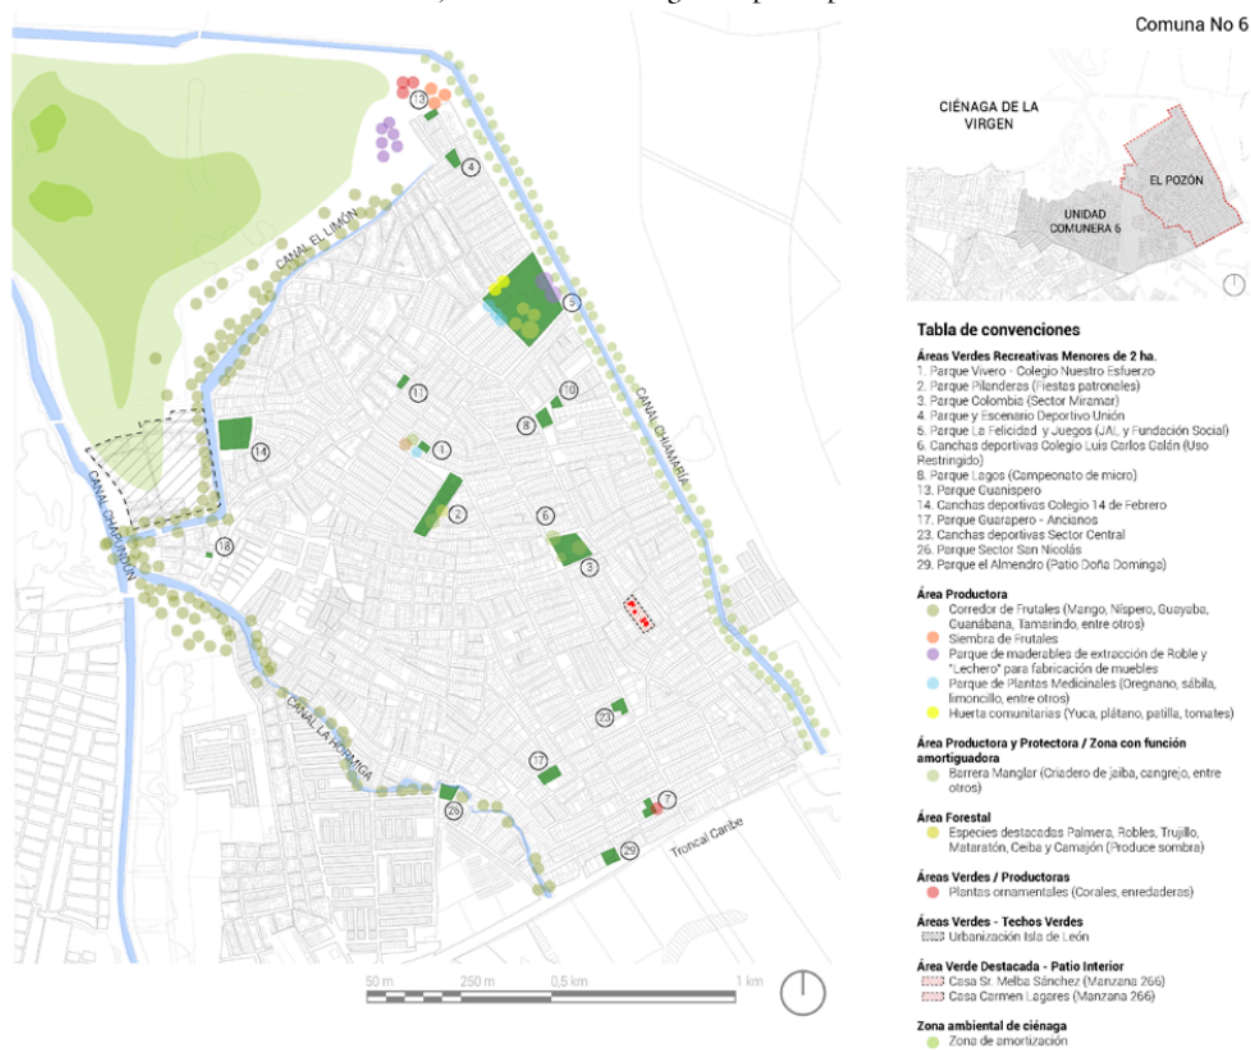 Comuna No 6
CIÉNAGA DE LA
VIRGEN
EL POZÓN
UNIDAD
COMUNERA 6
13
4
CANAL EL LIMÓN
5
11
10
8
CANAL CHIAMARÍA
14
1
2
6
CANAL CHAPUNDÚN
18
3
CANAL LA HORMIGA
23
17
7
26
29
Troncal Caribe
50 m
250 m
0,5 km
1 km
Tabla de convenciones
Áreas Verdes Recreativas Menores de 2 ha.
1. Parque Vivero - Colegio Nuestro Esfuerzo
2. Parque Pilanderas (Fiestas patronales)
3. Parque Colombia (Sector Miramar)
4. Parque y Escenario Deportivo Unión
5. Parque La Felicidad y Juegos (JAL y Fundación Social)
6. Canchas deportivas Colegio Luis Carlos Galán (Uso
Restringido)
8. Parque Lagos (Campeonato de micro)
13. Parque Guanispero
14. Canchas deportivas Colegio 14 de Febrero
17. Parque Guarapero - Ancianos
23. Canchas deportivas Sector Central
26. Parque Sector San Nicolás
29. Parque el Almendro (Patio Doña Dominga)
Área Productora
Corredor de Frutales (Mango, Níspero, Guayaba,
Guanábana, Tamarindo, entre otros)
Siembra de Frutales
Parque de maderables de extracción de Roble y
"Lechero" para fabricación de muebles
Parque de Plantas Medicinales (Oregnano, sábila,
limoncillo, entre otros)
Huerta comunitarias (Yuca, plátano, patilla, tomates)
Área Productora y Protectora / Zona con función
amortiguadora
Barrera Manglar (Criadero de jaiba, cangrejo, entre
otros)
Área Forestal
Especies destacadas Palmera, Robles, Trujillo,
Mataratón, Ceiba y Camajón (Produce sombra)
Áreas Verdes / Productoras
Plantas ornamentales (Corales, enredaderas)
Áreas Verdes - Techos Verdes
Urbanización Isla de León
Área Verde Destacada - Patio Interior
Casa Sr. Melba Sánchez (Manzana 266)
Casa Carmen Lagares (Manzana 266)
Zona ambiental de ciénaga
Zona de amortización